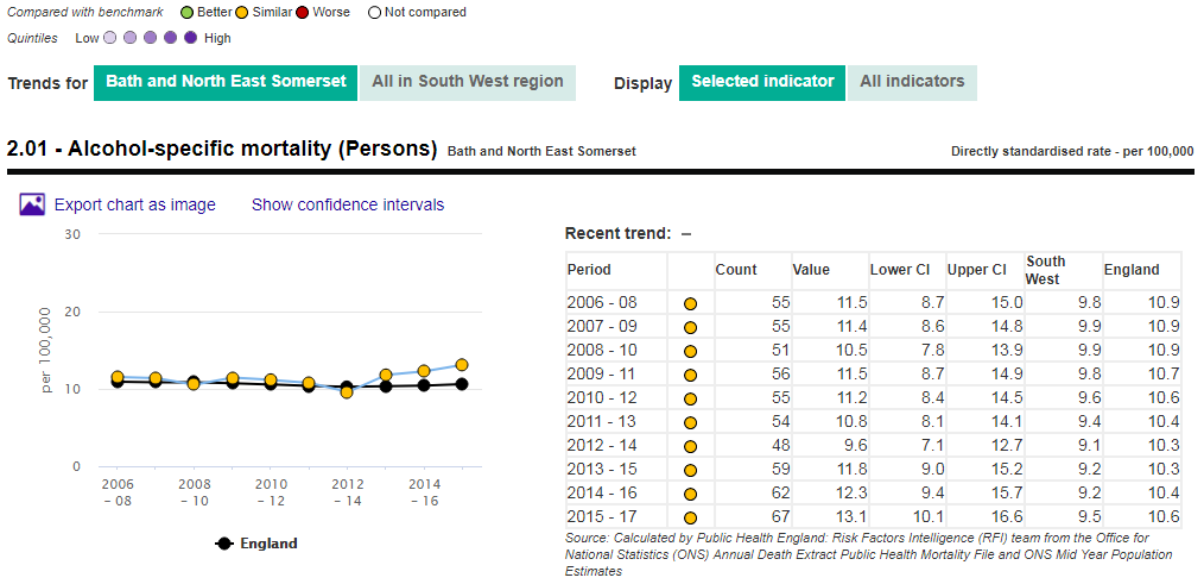 Compared with benchmark Better Similar Worse Not compared
Quintiles Low High
Trends for Bath and North East Somerset All in South West region Display Selected indicator All indicators
2.01 - Alcohol-specific mortality (Persons) Bath and North East Somerset Directly standardised rate - per 100,000
Export chart as image Show confidence intervals
30
20
10
0
per 100,000
2006 2008 2010 2012 2014
- 08 - 10 - 12 - 14 - 16
England
Recent trend: –
Period Count Value Lower CI Upper CI South West England
2006 - 08 55 11.5 8.7 15.0 9.8 10.9
2007 - 09 55 11.4 8.6 14.8 9.9 10.9
2008 - 10 51 10.5 7.8 13.9 9.9 10.9
2009 - 11 56 11.5 8.7 14.9 9.8 10.7
2010 - 12 55 11.2 8.4 14.5 9.6 10.6
2011 - 13 54 10.8 8.1 14.1 9.4 10.4
2012 - 14 48 9.6 7.1 12.7 9.1 10.3
2013 - 15 59 11.8 9.0 15.2 9.2 10.3
2014 - 16 62 12.3 9.4 15.7 9.2 10.4
2015 - 17 67 13.1 10.1 16.6 9.5 10.6
Source: Calculated by Public Health England: Risk Factors Intelligence (RFI) team from the Office for
National Statistics (ONS) Annual Death Extract Public Health Mortality File and ONS Mid Year Population
Estimates